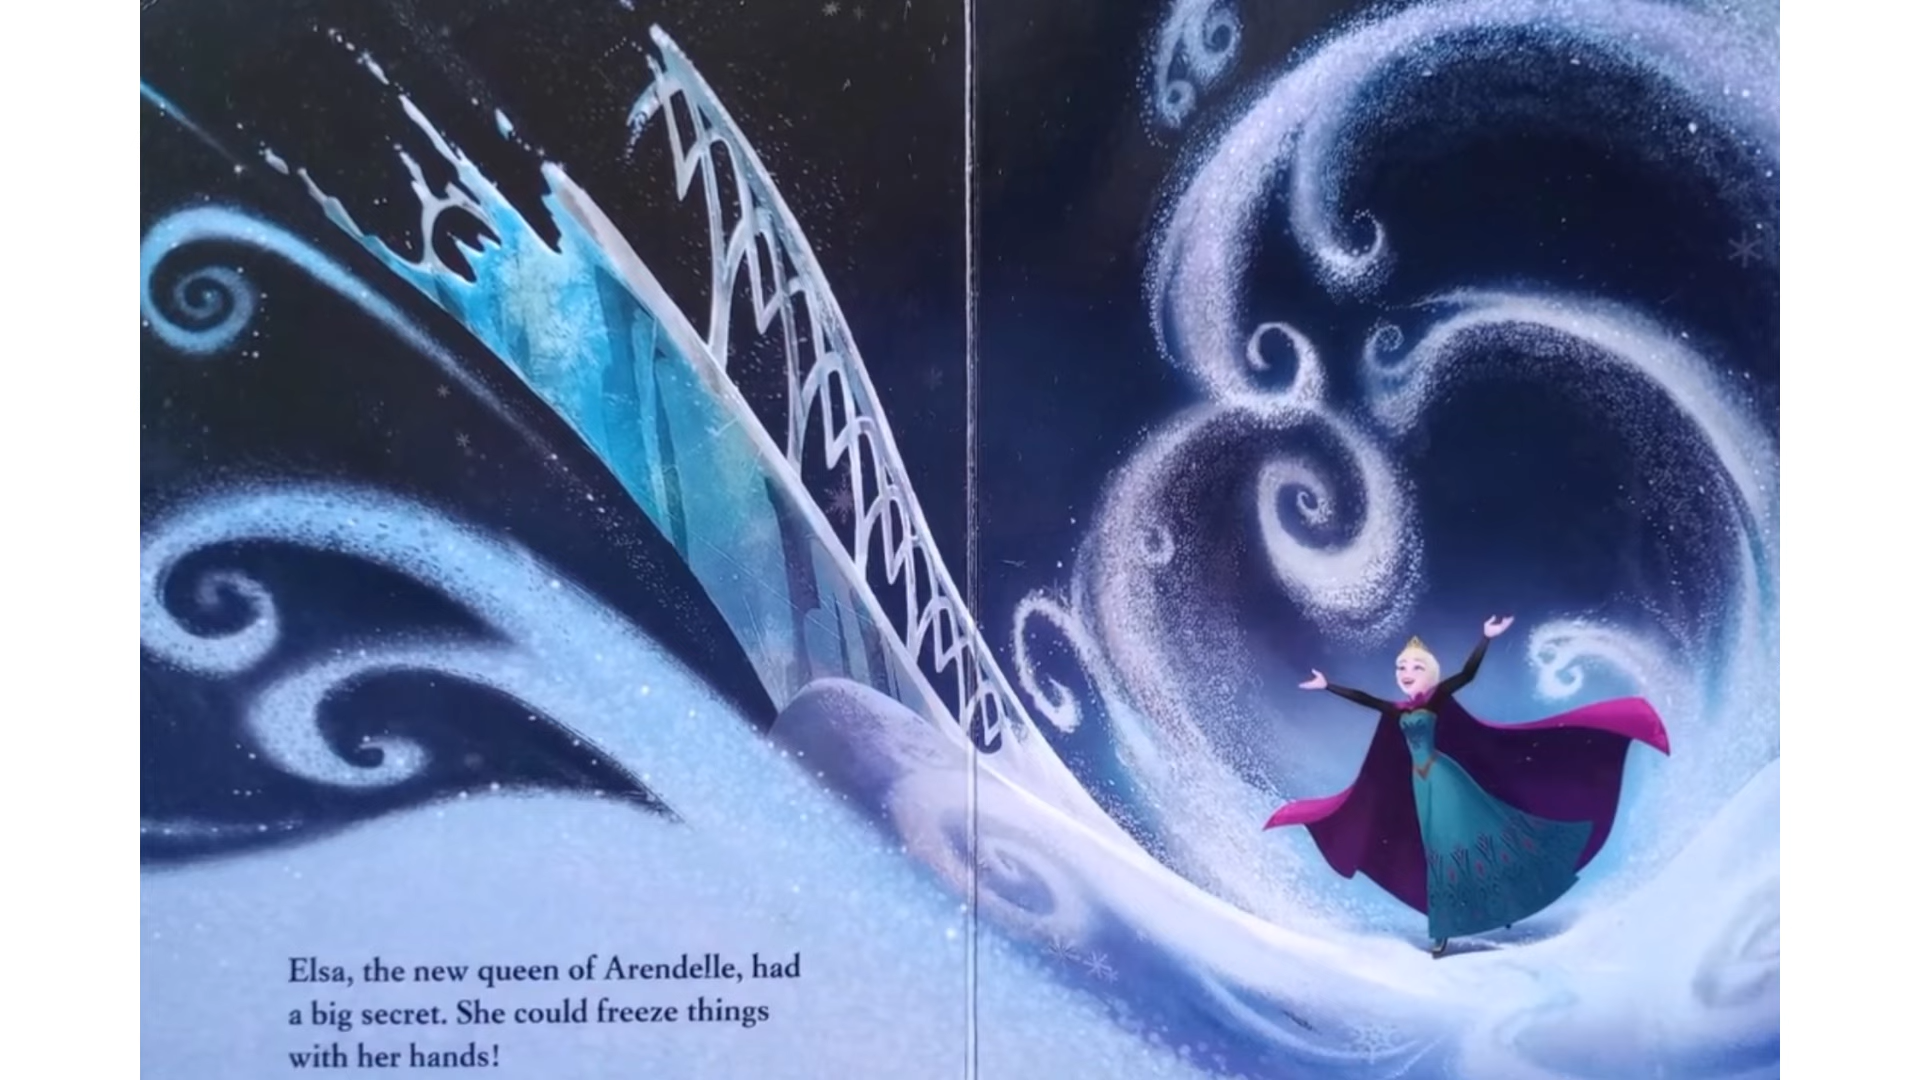 Elsa, the new queen of Arendelle, had
a big secret. She could freeze things
with her hands!